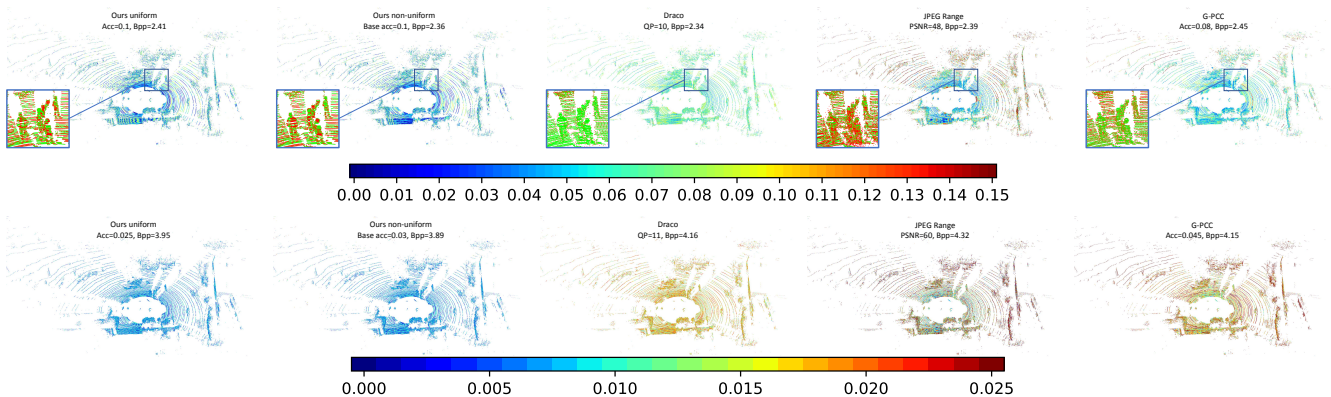 Ours uniform
Acc=0.1, Bpp=2.41
Ours non-uniform
Base acc=0.1, Bpp=2.36
Draco
QP=10, Bpp=2.34
JPEG Range
PSNR=48, Bpp=2.39
G-PCC
Acc=0.08, Bpp=2.45
0.00 0.01 0.02 0.03 0.04 0.05 0.06 0.07 0.08 0.09 0.10 0.11 0.12 0.13 0.14 0.15
Ours uniform
Acc=0.025, Bpp=3.95
Ours non-uniform
Base acc=0.03, Bpp=3.89
Draco
QP=11, Bpp=4.16
JPEG Range
PSNR=60, Bpp=4.32
G-PCC
Acc=0.045, Bpp=4.15
0.000 0.005 0.010 0.015 0.020 0.025